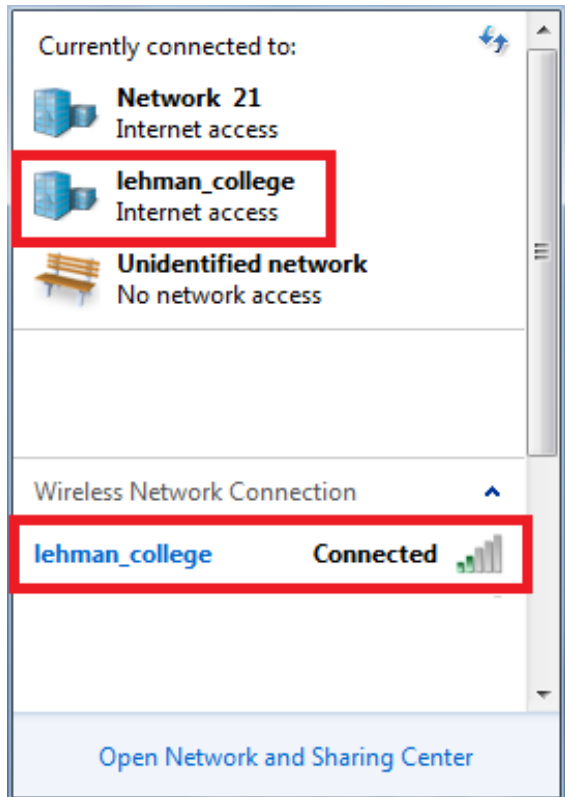 Currently connected to:
Network 21
Internet access
lehman_college
Internet access
Unidentified network
No network access
Wireless Network Connection
lehman_college Connected
Open Network and Sharing Center